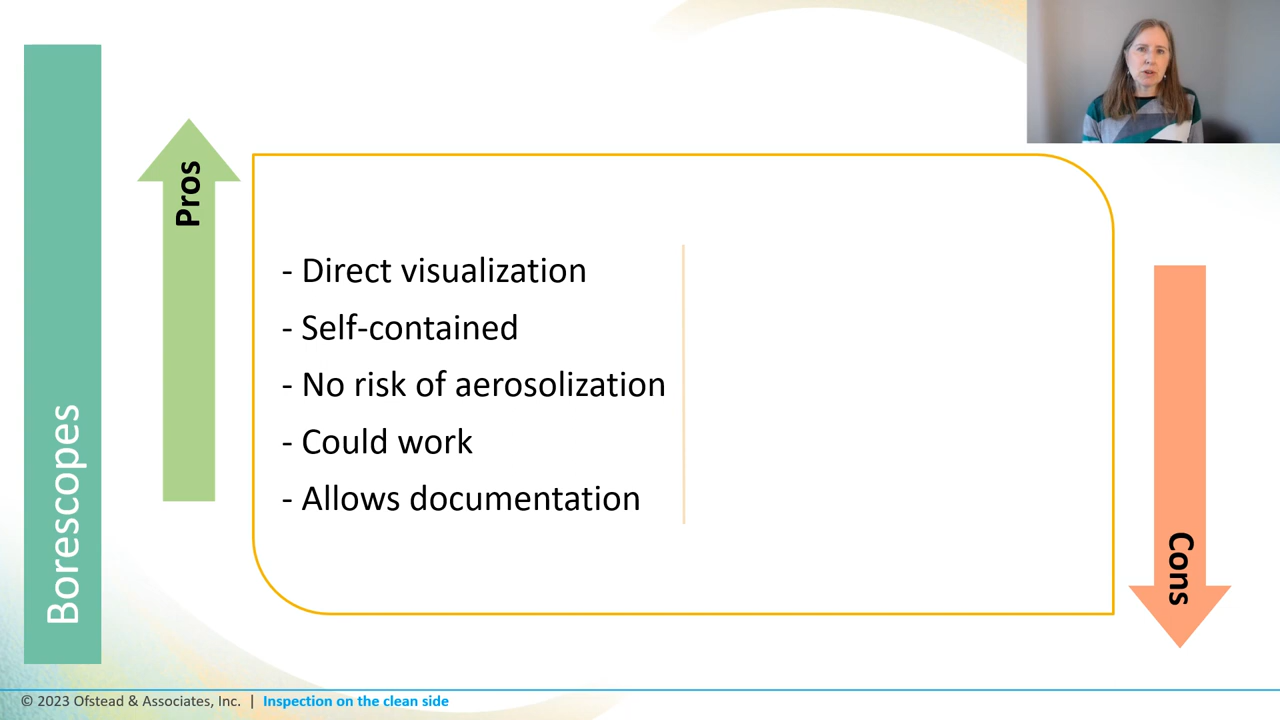 Borescopes
Pros
- Direct visualization
- Self-contained
- No risk of aerosolization
- Could work
- Allows documentation
Cons
© 2023 Ofstead & Associates, Inc. | Inspection on the clean side